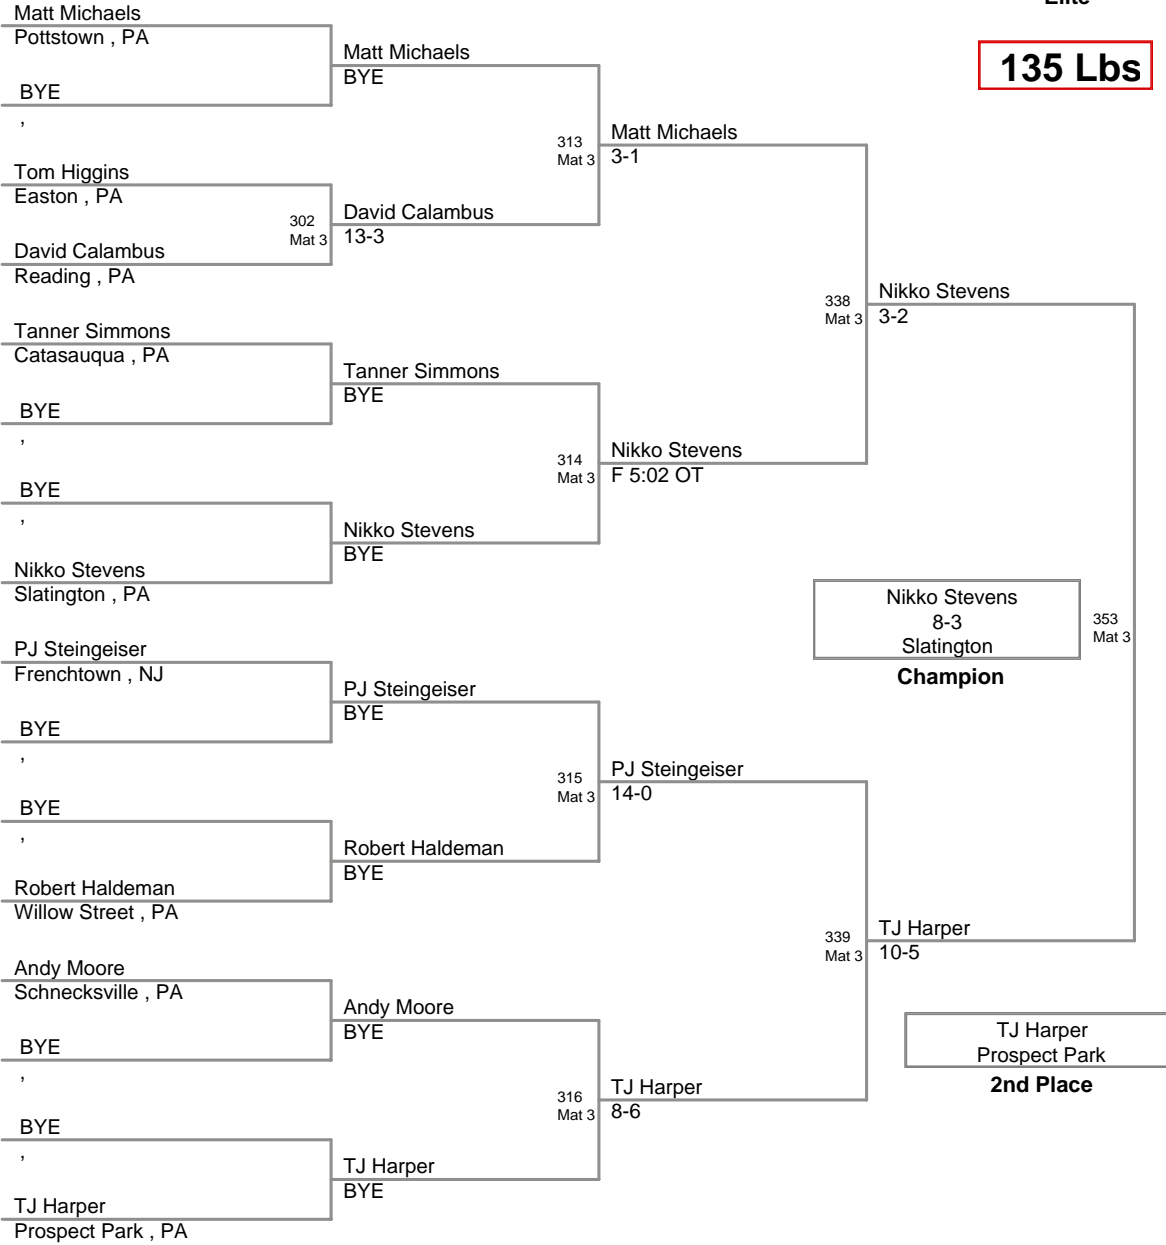 Elite
135 Lbs
Matt Michaels
Pottstown , PA
BYE
,
Tom Higgins
Easton , PA
David Calambus
Reading , PA
Tanner Simmons
Catasauqua , PA
BYE
,
BYE
,
Nikko Stevens
Slatington , PA
PJ Steingeiser
Frenchtown , NJ
BYE
,
BYE
,
Robert Haldeman
Willow Street , PA
Andy Moore
Schnecksville , PA
BYE
,
BYE
,
TJ Harper
Prospect Park , PA
Matt Michaels
BYE
302
Mat 3
David Calambus
13-3
Tanner Simmons
BYE
Nikko Stevens
BYE
PJ Steingeiser
BYE
Robert Haldeman
BYE
Andy Moore
BYE
TJ Harper
BYE
313
Mat 3
Matt Michaels
3-1
314
Mat 3
Nikko Stevens
F 5:02 OT
315
Mat 3
PJ Steingeiser
14-0
316
Mat 3
TJ Harper
8-6
338
Mat 3
Nikko Stevens
3-2
339
Mat 3
TJ Harper
10-5
353
Mat 3
Nikko Stevens
8-3
Slatington
Champion
TJ Harper
Prospect Park
2nd Place